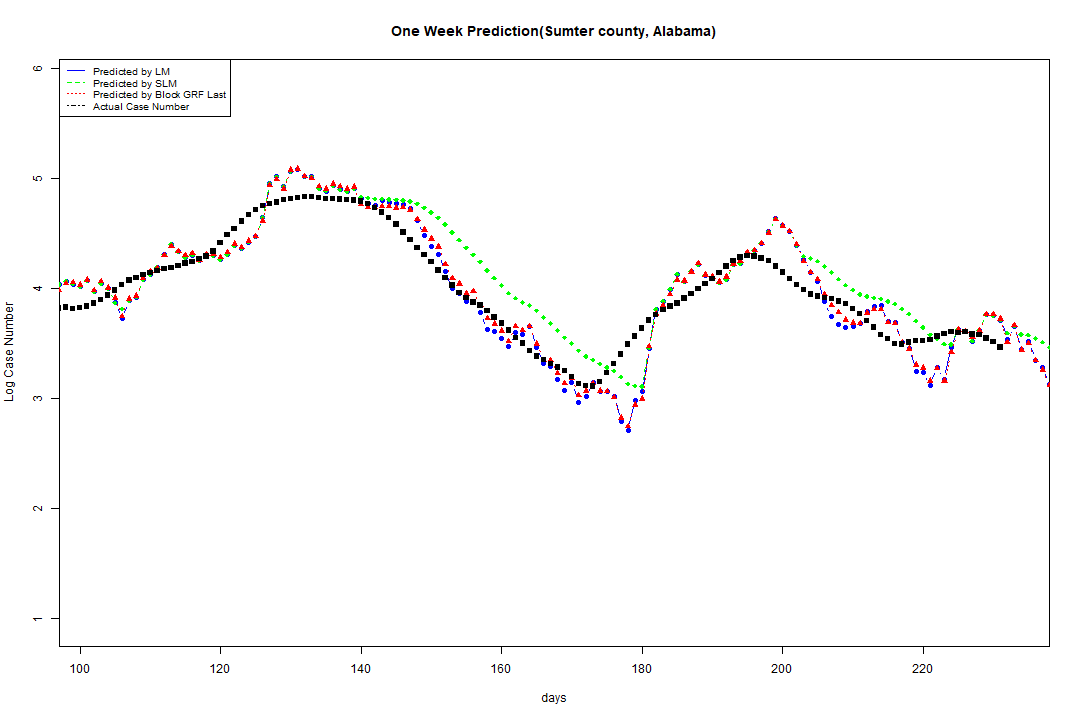 One Week Prediction(Sumter county, Alabama)
Predicted by LM
Predicted by SLM
Predicted by Block GRF Last
Actual Case Number
6
5
4
3
2
1
Log Case Number
100 120 140 160 180 200 220
days